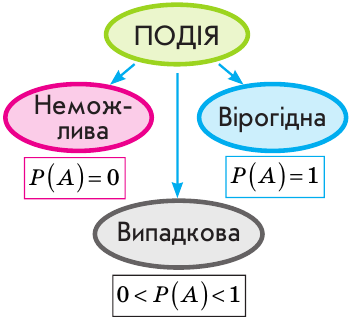 ПОДІЯ
Немож-
лива
P(A) = 0
Вірогідна
P(A) = 1
Випадкова
0 < P(A) < 1